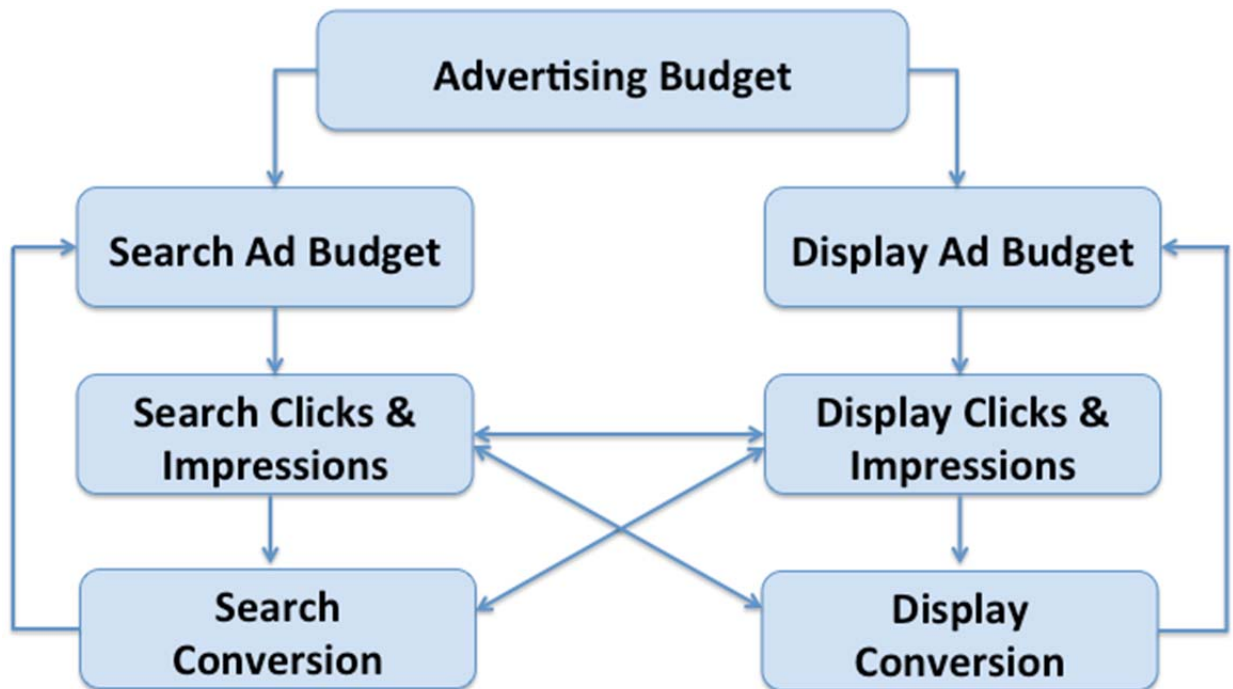 Advertising Budget
Search Ad Budget
Display Ad Budget
Search Clicks &
Impressions
Display Clicks &
Impressions
Search
Conversion
Display
Conversion